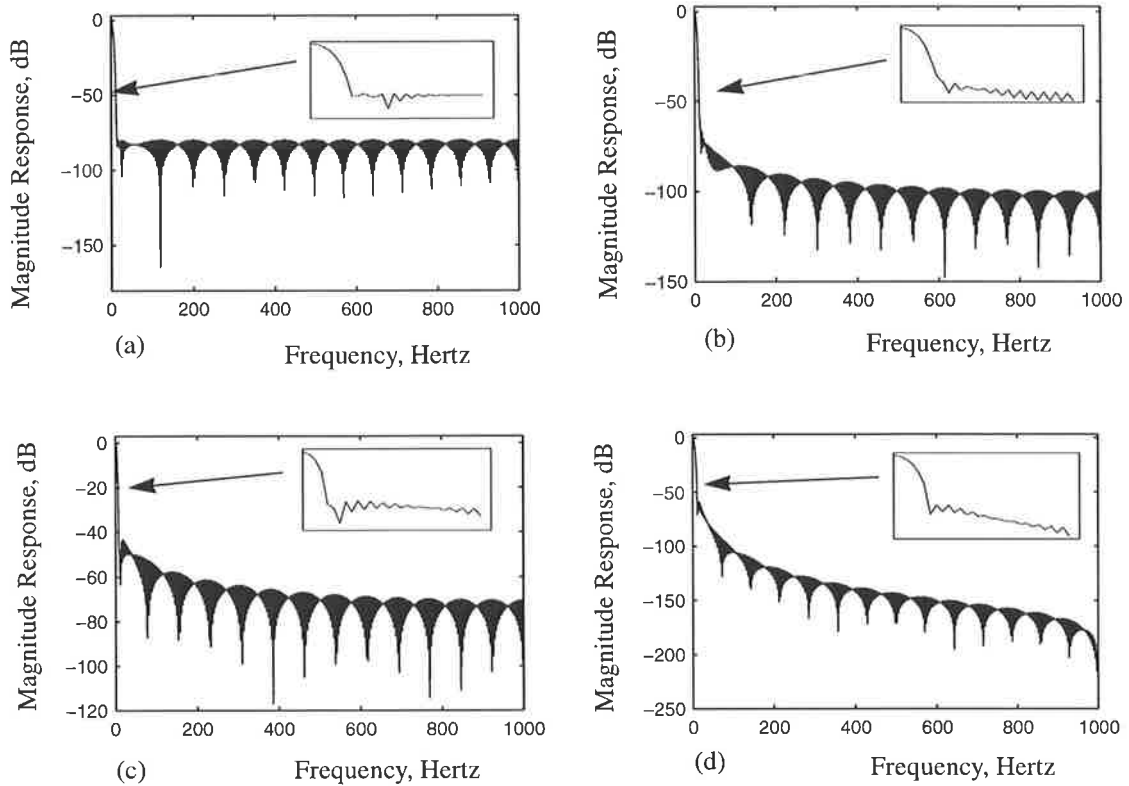 0
−50
−100
−150
0 200 400 600 800 1000
Magnitude Response, dB
(a)
Frequency, Hertz
0
−50
−100
−150
0 200 400 600 800 1000
Magnitude Response, dB
(b)
Frequency, Hertz
0
−20
−40
−60
−80
−100
−120
0 200 400 600 800 1000
Magnitude Response, dB
(c)
Frequency, Hertz
0
−50
−100
−150
−200
−250
0 200 400 600 800 1000
Magnitude Response, dB
(d)
Frequency, Hertz